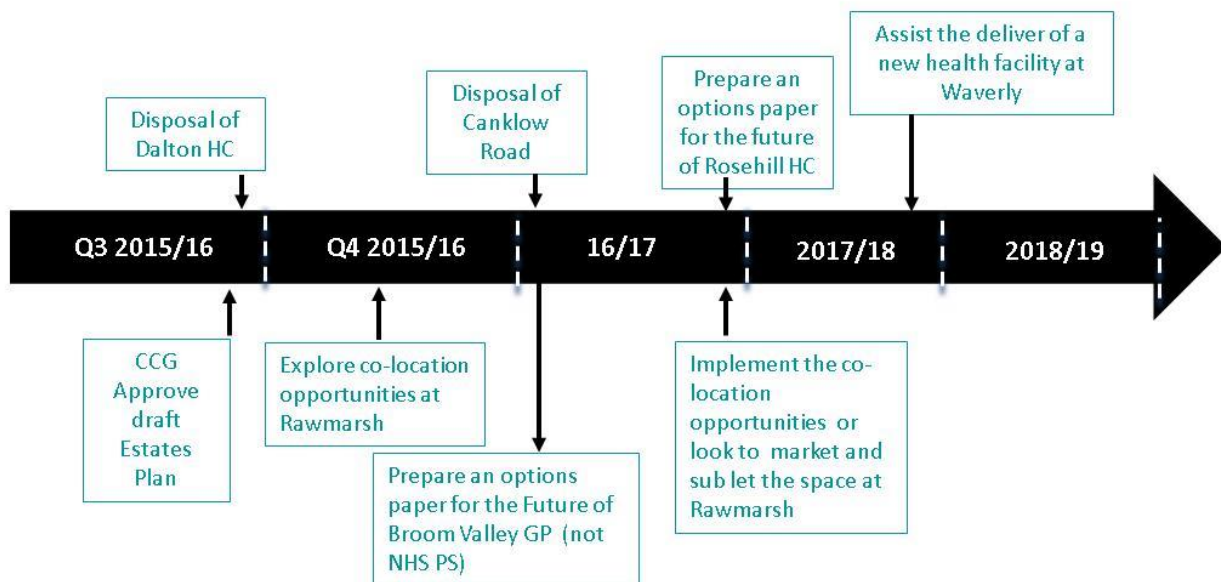 Disposal of
Dalton HC
Disposal of
Canklow
Road
Prepare an
options paper
for the future
of Rosehill HC
Assist the deliver of a
new health facility at
Waverly
Q3 2015/16
Q4 2015/16
16/17
2017/18
2018/19
CCG
Approve
draft
Estates
Plan
Explore co-location
opportunities at
Rawmarsh
Prepare an options
paper for the Future of
Broom Valley GP (not
NHS PS)
Implement the co-
location
opportunities or
look to market and
sub let the space at
Rawmarsh